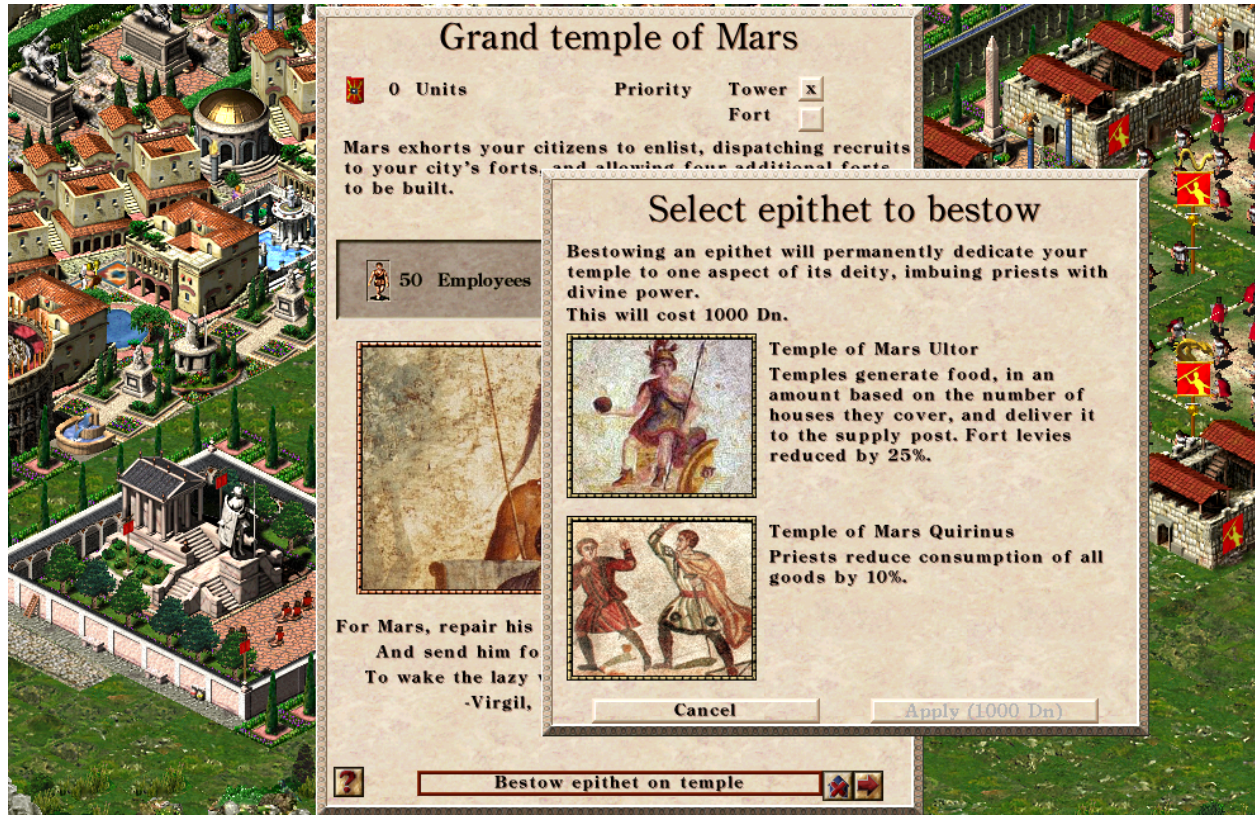 Grand temple of Mars
0 Units
Priority Tower x
Fort
Mars exhorts your citizens to enlist, dispatching recruits
to your city's forts, and allowing four additional forts
to be built.
50 Employees
For Mars, repair his
And send him fo
To wake the lazy
-Virgil,
? Bestow epithet on temple
Select epithet to bestow
Bestowing an epithet will permanently dedicate your
temple to one aspect of its deity, imbuing priests with
divine power.
This will cost 1000 Dn.
Temple of Mars Ultor
Temples generate food, in an
amount based on the number of
houses they cover, and deliver it
to the supply post. Fort levies
reduced by 25%.
Temple of Mars Quirinus
Priests reduce consumption of all
goods by 10%.
Cancel Apply (1000 Dn)